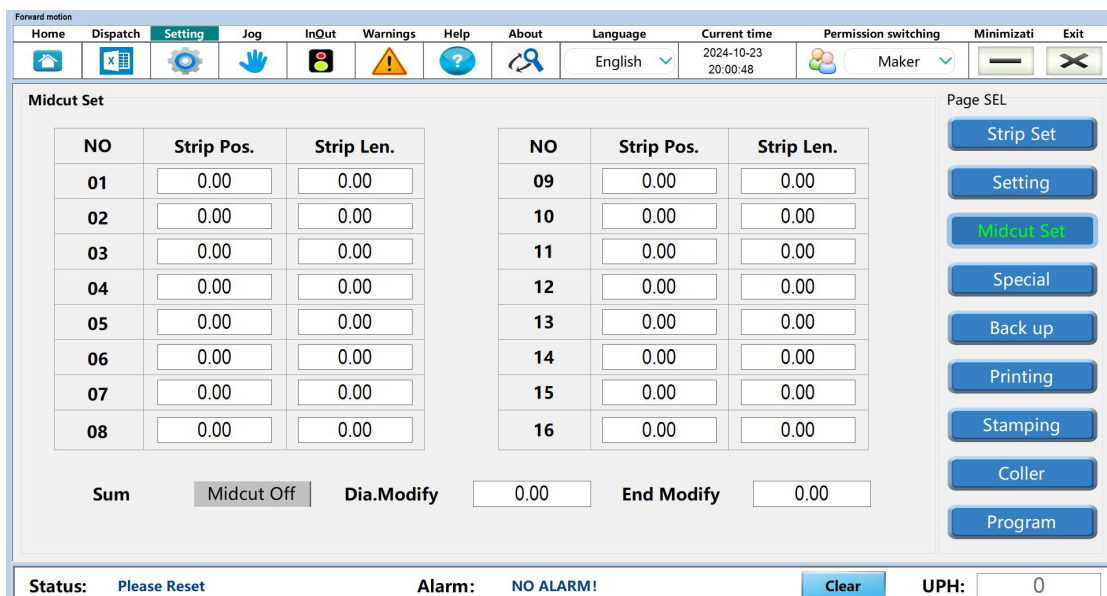 Forward motion
Home Dispatch Setting Jog InOut Warnings Help About Language Current time Permission switching Minimizati Exit
English 2024-10-23 20:00:48 Maker
Midcut Set Page SEL
NO Strip Pos. Strip Len. NO Strip Pos. Strip Len. Strip Set
01 0.00 0.00 09 0.00 0.00 Setting
02 0.00 0.00 10 0.00 0.00 Midcut Set
03 0.00 0.00 11 0.00 0.00
04 0.00 0.00 12 0.00 0.00 Special
05 0.00 0.00 13 0.00 0.00 Back up
06 0.00 0.00 14 0.00 0.00
07 0.00 0.00 15 0.00 0.00 Printing
08 0.00 0.00 16 0.00 0.00 Stamping
Coller
Sum Midcut Off Dia.Modify 0.00 End Modify 0.00
Program
Status: Please Reset Alarm: NO ALARM! Clear UPH: 0